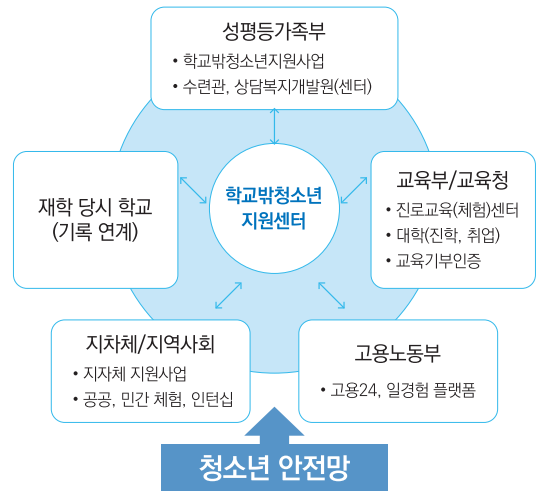 성평등가족부
• 학교밖청소년지원사업
• 수련관, 상담복지개발원(센터)
학교밖청소년
지원센터
재학 당시 학교
(기록 연계)
교육부/교육청
• 진로교육(체험)센터
• 대학(진학, 취업)
• 교육기부인증
지차체/지역사회
• 지자체 지원사업
• 공공, 민간 체험, 인턴십
고용노동부
• 고용24, 일경험 플랫폼
청소년 안전망